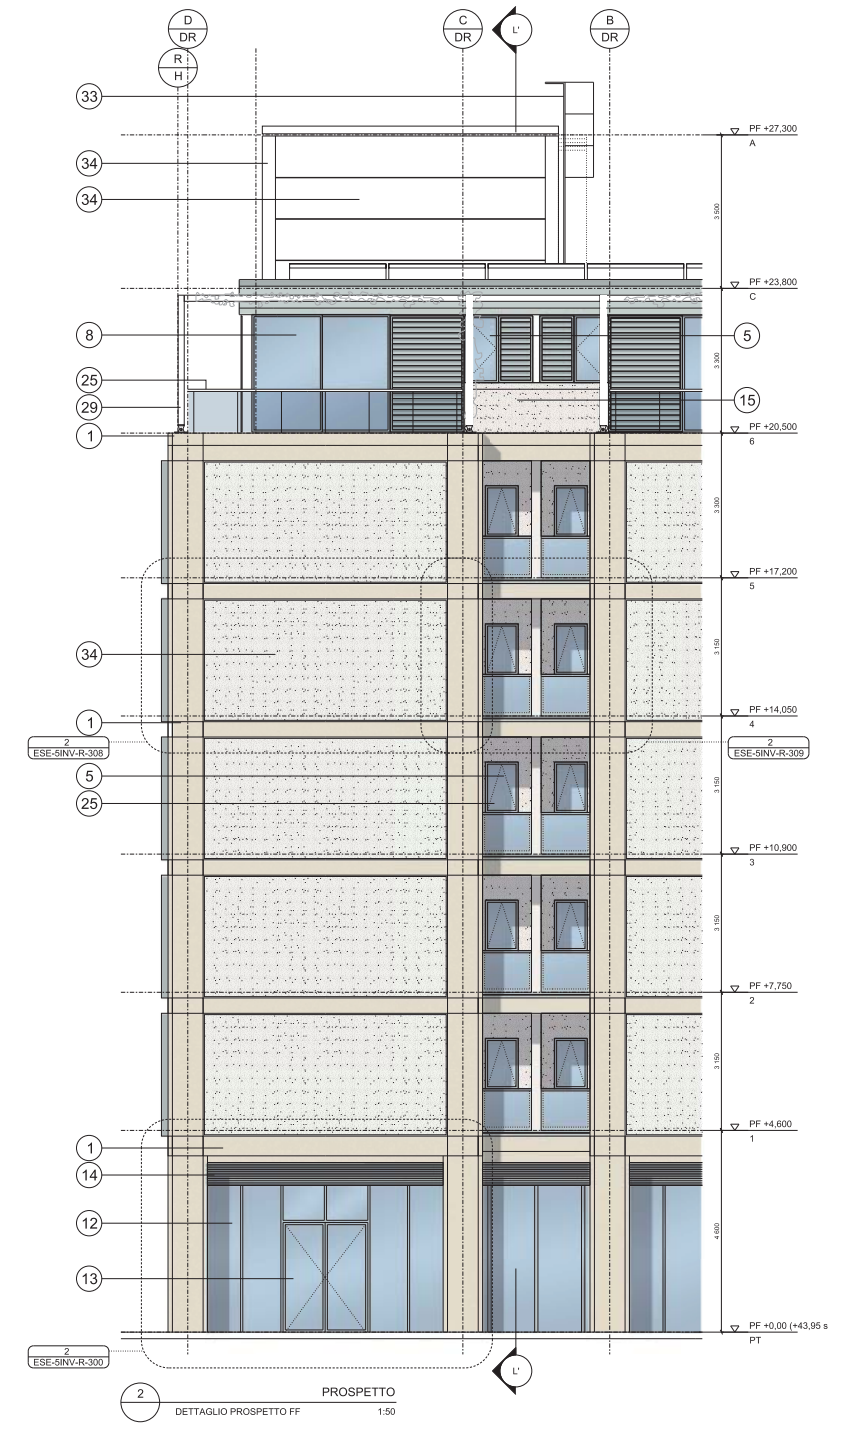 D
DR
R
H
C
DR
L'
B
DR
33
PF +27,300
A
34
34
3 500
PF +23,800
C
8
5
3 300
25
15
29
1
PF +20,500
6
3 300
PF +17,200
5
34
3 150
PF +14,050
4
1
2
ESE-5INV-R-308
2
ESE-5INV-R-309
5
3 150
25
PF +10,900
3
3 150
PF +7,750
2
3 150
PF +4,600
1
1
14
12
4 600
13
PF +0,00 (+43,95 s
PT
2
ESE-5INV-R-300
L'
2
PROSPETTO
DETTAGLIO PROSPETTO FF
1:50